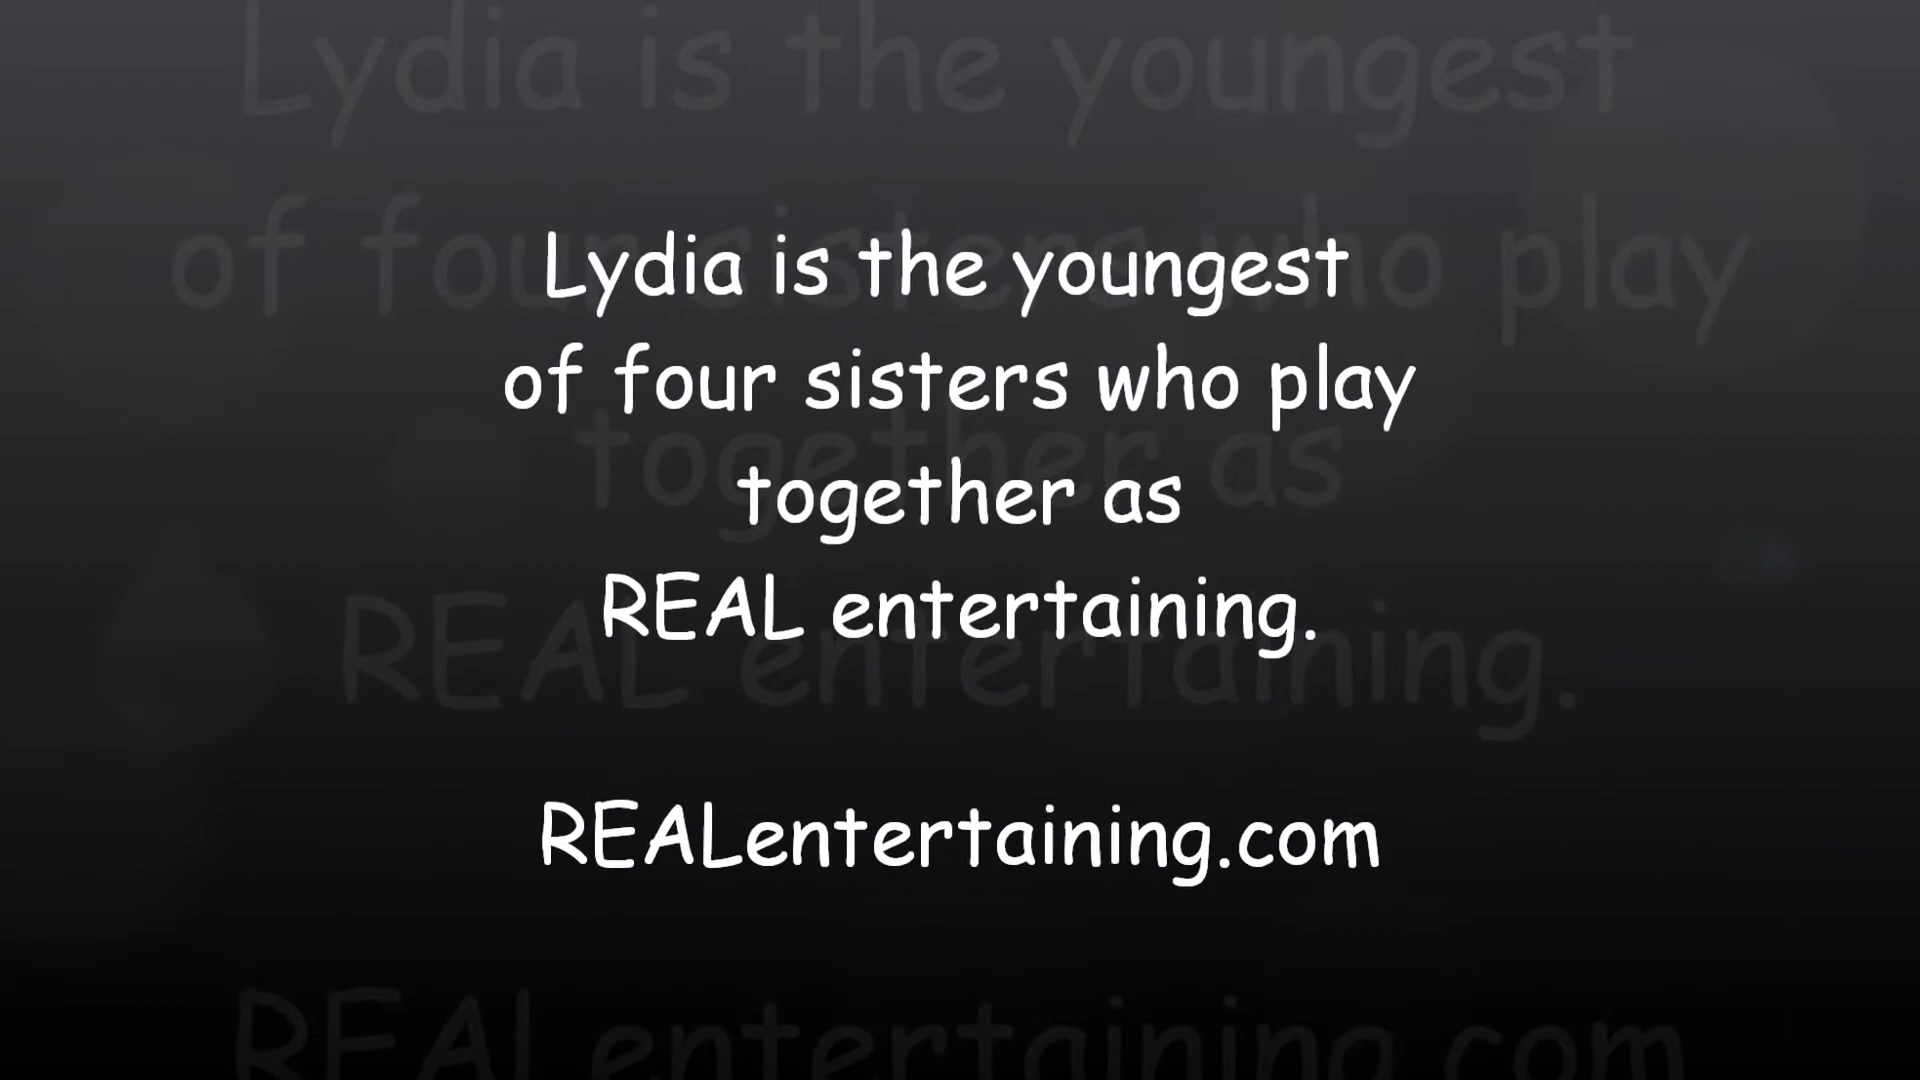 Lydia is the youngest
of four sisters who play
together as
REAL entertaining.
REALentertaining.com